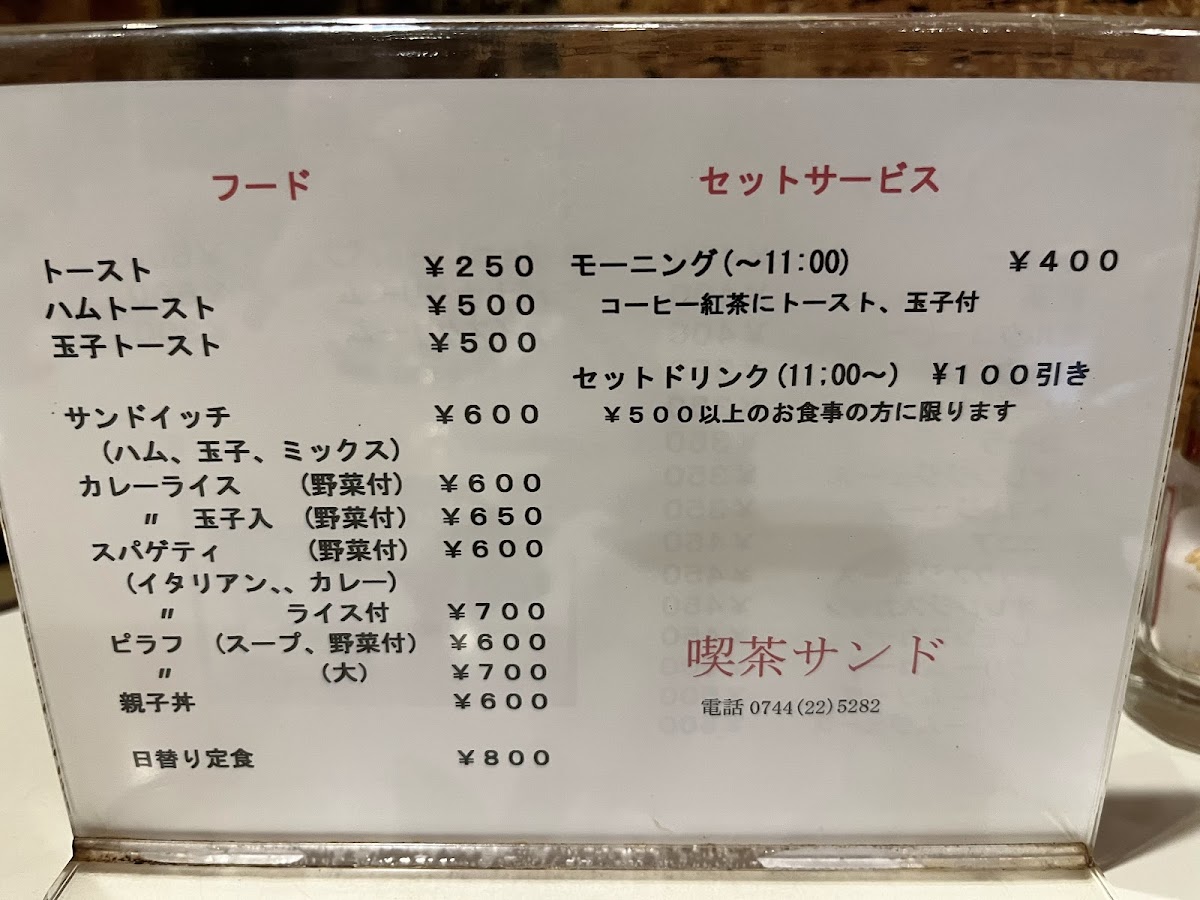 フード
トースト ￥２５０
ハムトースト ￥５００
玉子トースト ￥５００
サンドイッチ ￥６００
（ハム、玉子、ミックス）
カレーライス （野菜付） ￥６００
〃 玉子入 （野菜付） ￥６５０
スパゲティ （野菜付） ￥６００
（イタリアン、、カレー）
〃 ライス付 ￥７００
ピラフ （スープ、野菜付） ￥６００
〃 （大） ￥７００
親子丼 ￥６００
日替り定食 ￥８００
セットサービス
モーニング(～11:00) ￥４００
コーヒー紅茶にトースト、玉子付
セットドリンク(11;00～) ￥１００引き
￥５００以上のお食事の方に限ります
喫茶サンド
電話 0744(22)5282